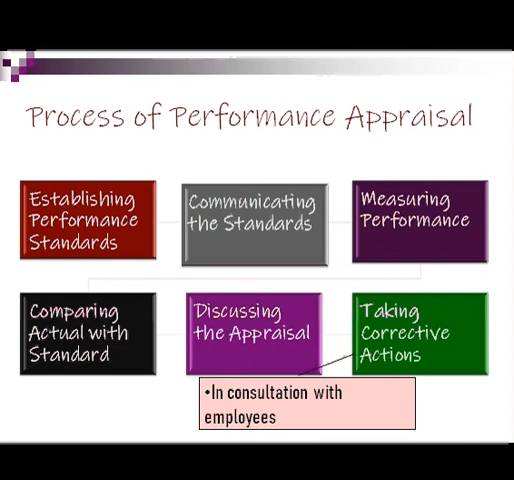 Process of Performance Appraisal
Establishing
Performance
Standards
Communicating
the Standards
Measuring
Performance
Comparing
Actual with
Standard
Discussing
the Appraisal
Taking
Corrective
Actions
•In consultation with
employees